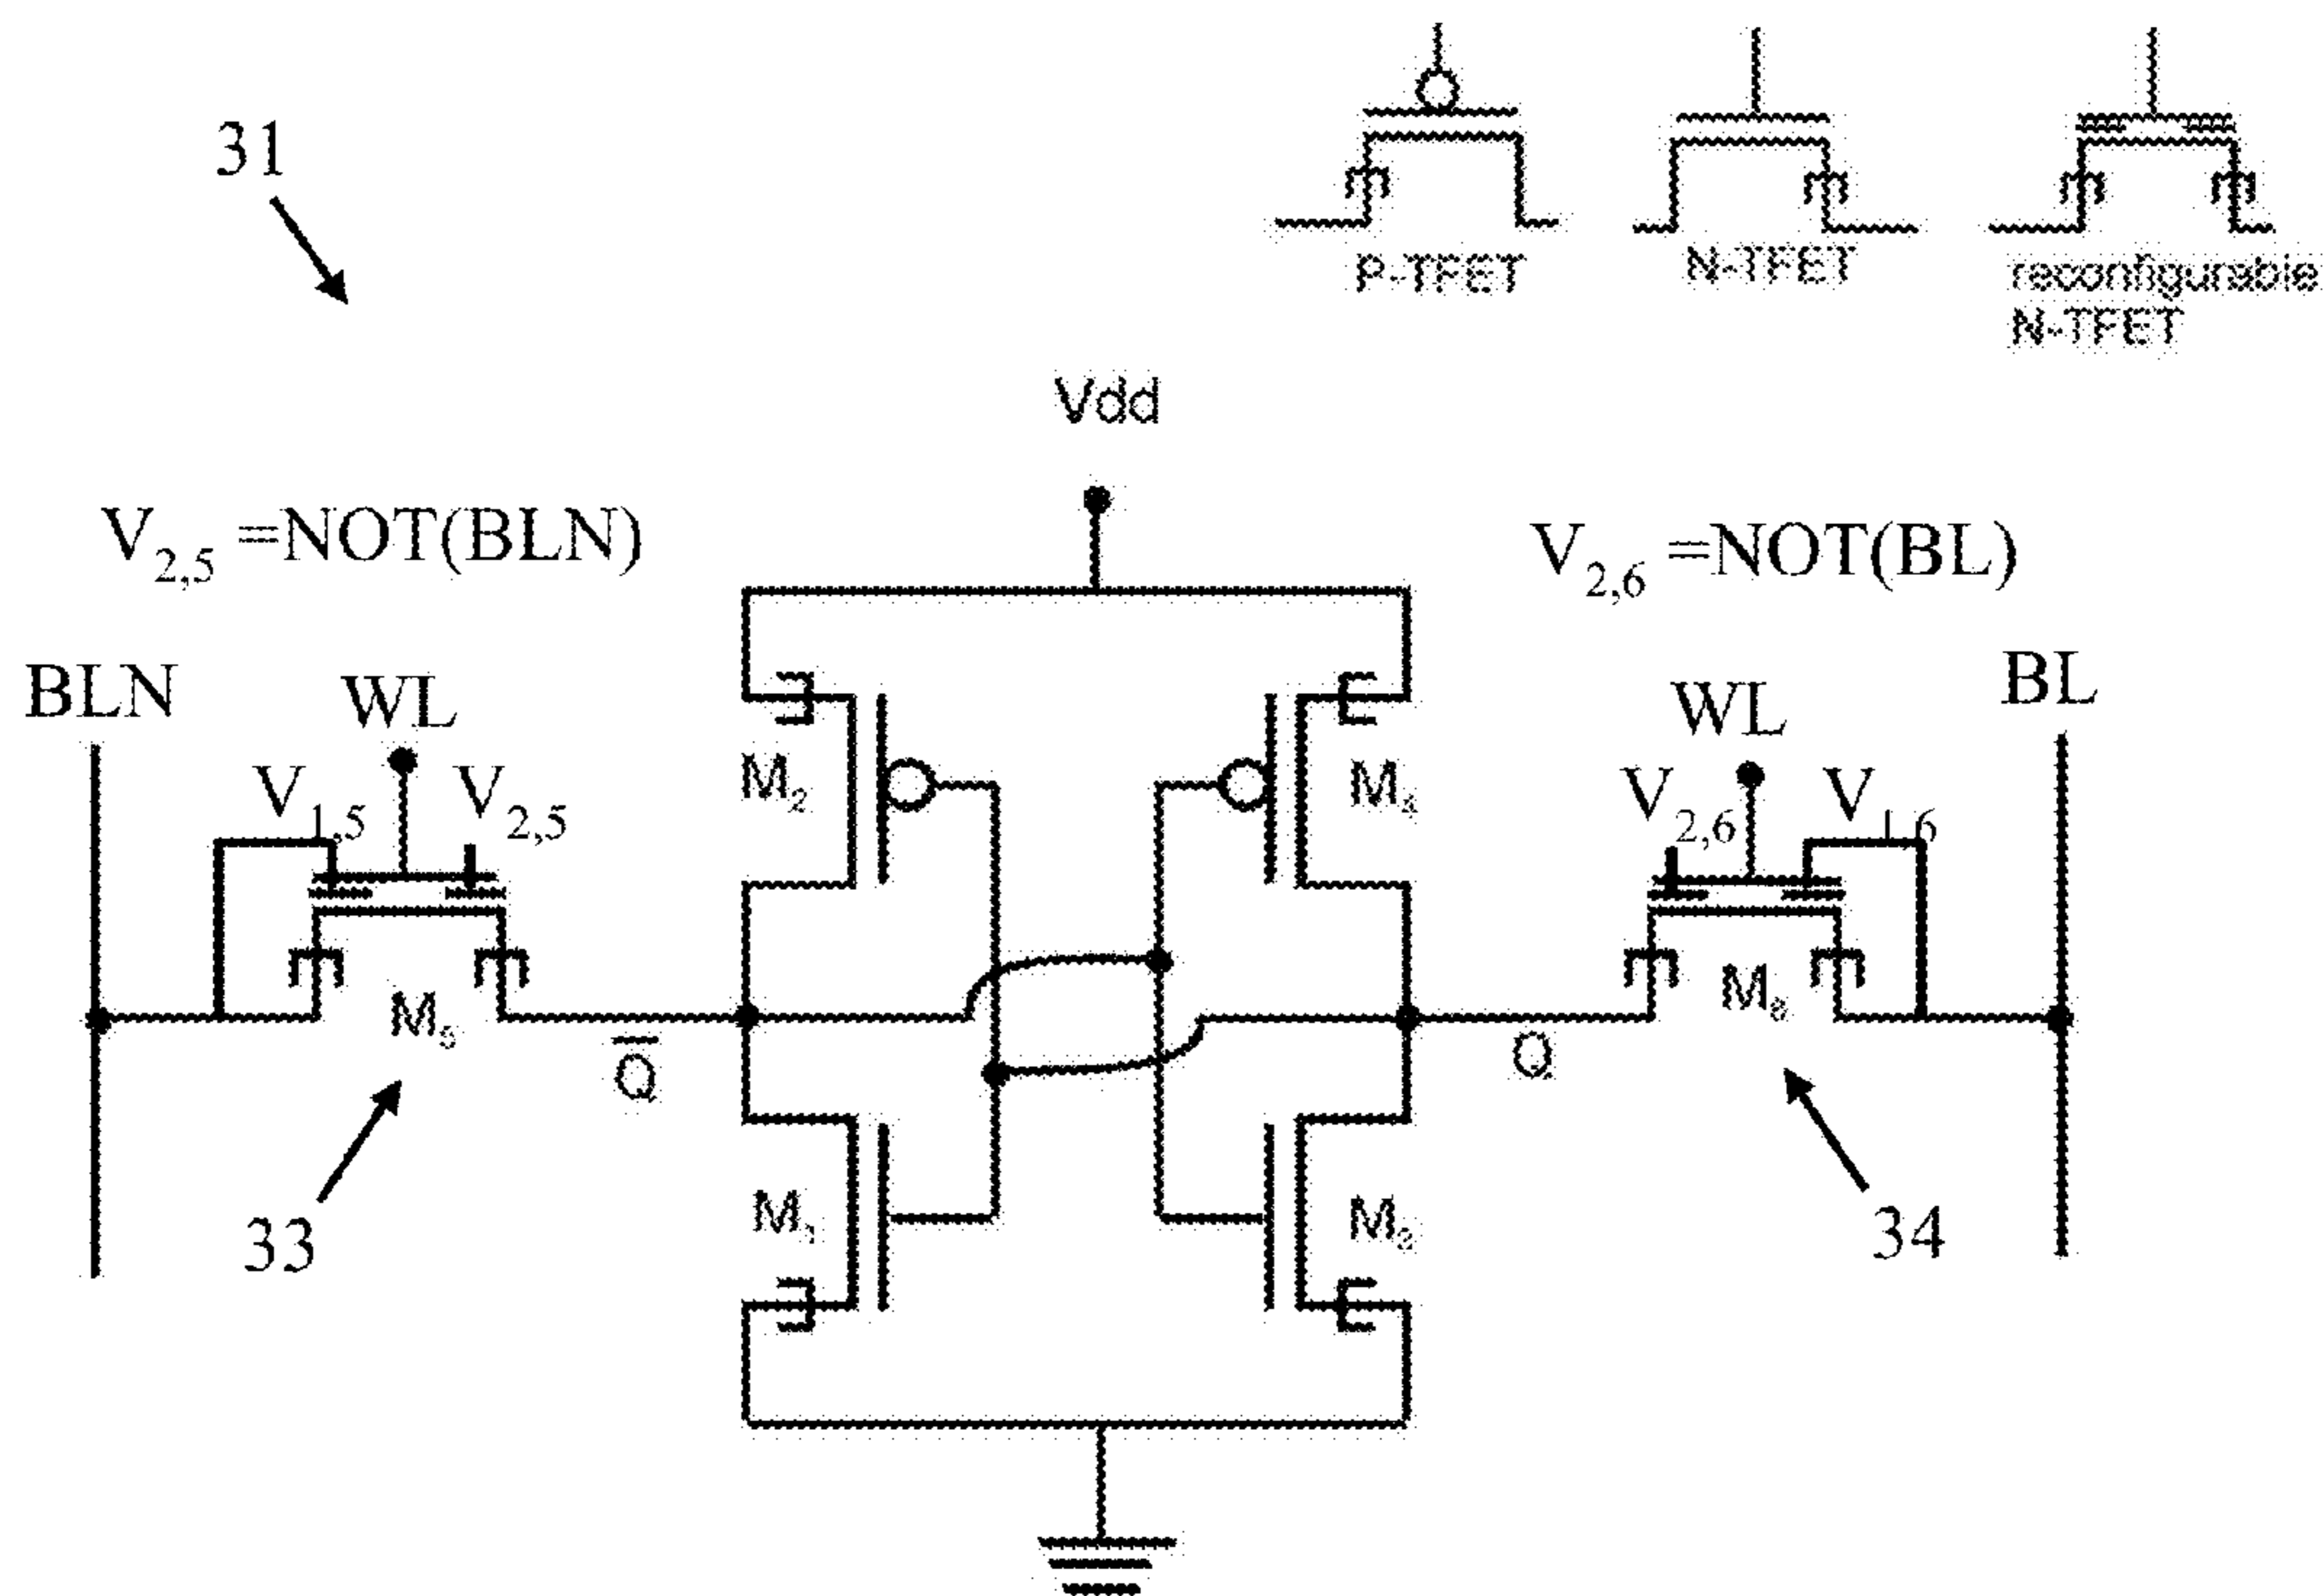 31
P-TFET
N-TFET
reconfigurable
N-TFET
Vdd
V2,5 =NOT(BLN)
V2,6 =NOT(BL)
BLN
WL
V1,5
V2,5
M2
M4
WL
V2,6
V1,6
BL
M5
Q̅
Q
M6
M1
M3
33
34